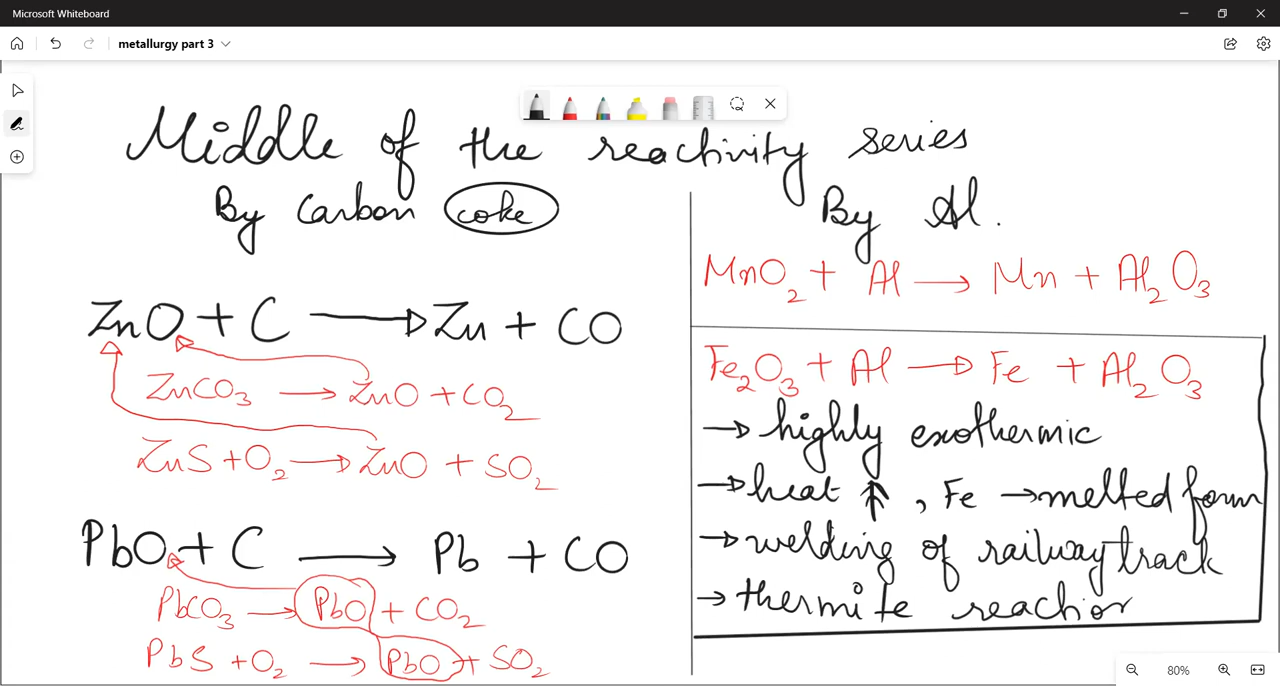 Microsoft Whiteboard
metallurgy part 3
Middle of the reactivity series
By Carbon coke
ZnO + C → Zn + CO
ZnCO3 → ZnO + CO2
ZnS + O2 → ZnO + SO2
PbO + C → Pb + CO
PbCO3 → PbO + CO2
PbS + O2 → PbO + SO2
By Al.
MnO2 + Al → Mn + Al2O3
Fe2O3 + Al → Fe + Al2O3
→ highly exothermic
→ heat ↑, Fe → melted form
→ welding of railway track
→ thermite reaction
80%